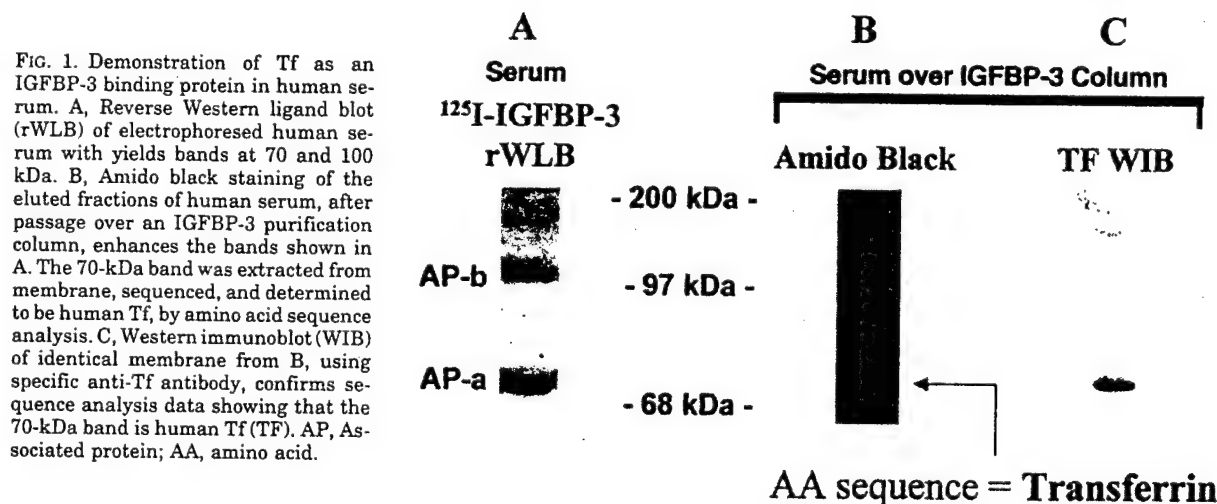 FIG. 1. Demonstration of Tf as an
IGFBP-3 binding protein in human se-
rum. A, Reverse Western ligand blot
(rWLB) of electrophoresed human se-
rum with yields bands at 70 and 100
kDa. B, Amido black staining of the
eluted fractions of human serum, after
passage over an IGFBP-3 purification
column, enhances the bands shown in
A. The 70-kDa band was extracted from
membrane, sequenced, and determined
to be human Tf, by amino acid sequence
analysis. C, Western immunoblot (WIB)
of identical membrane from B, using
specific anti-Tf antibody, confirms se-
quence analysis data showing that the
70-kDa band is human Tf (TF). AP, As-
sociated protein; AA, amino acid.
A
Serum
¹²⁵I-IGFBP-3
rWLB
AP-b
AP-a
- 200 kDa -
- 97 kDa -
- 68 kDa -
B C
Serum over IGFBP-3 Column
Amido Black TF WIB
AA sequence = Transferrin